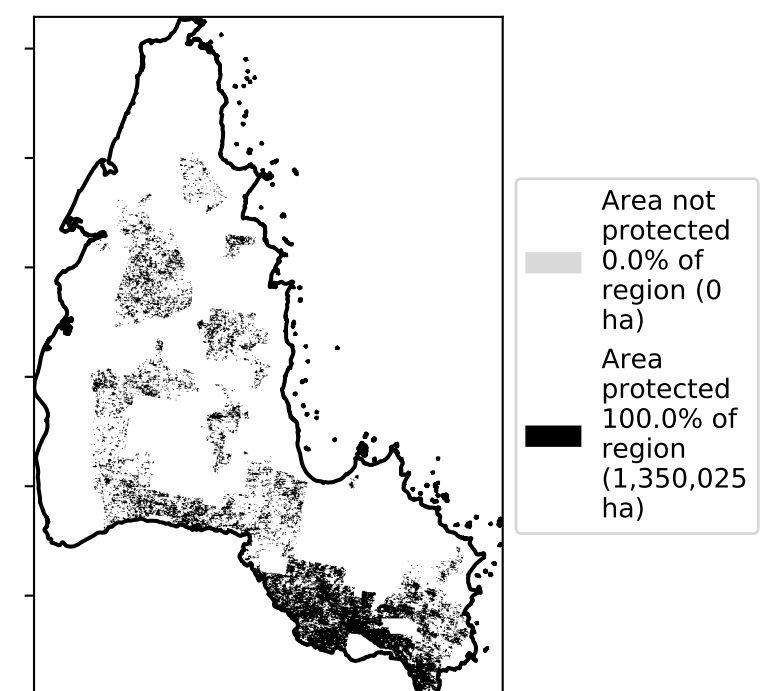 Area not
protected
0.0% of
region (0
ha)
Area
protected
100.0% of
region
(1,350,025
ha)